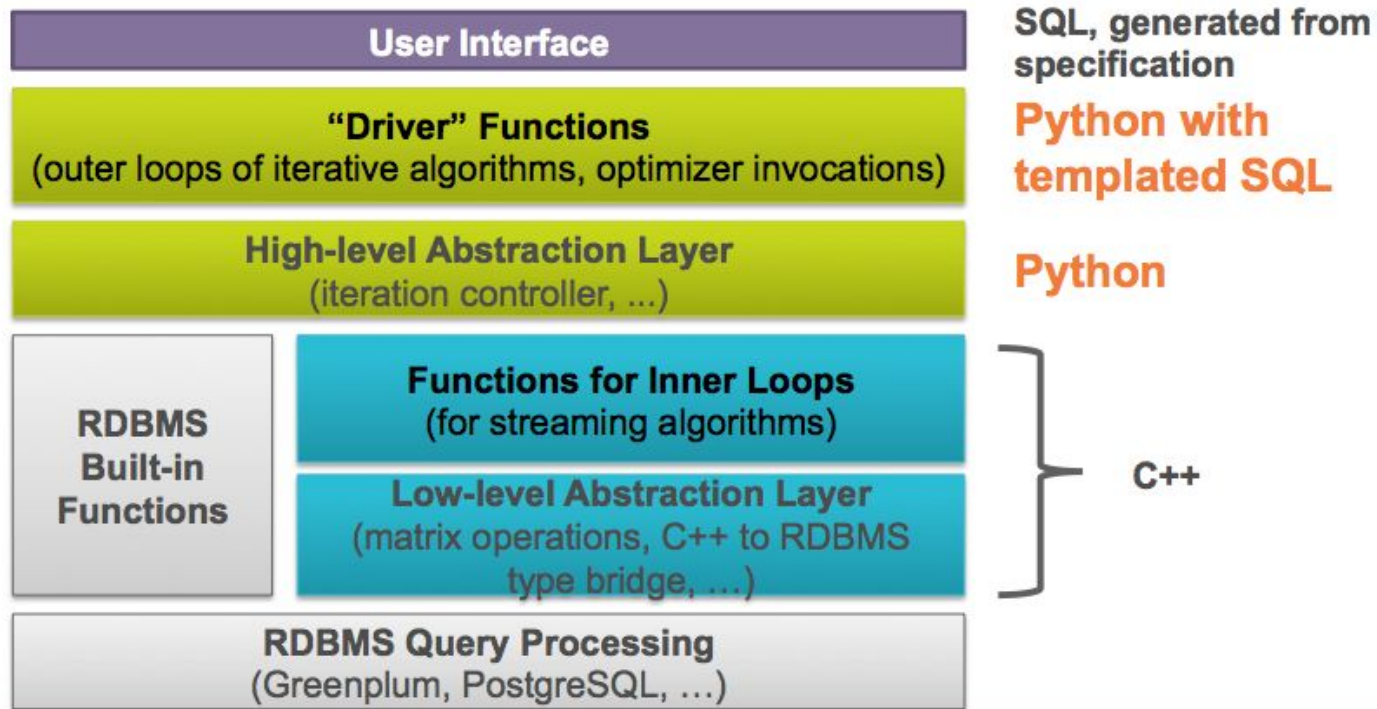 User Interface
SQL, generated from
specification
“Driver” Functions
(outer loops of iterative algorithms, optimizer invocations)
Python with
templated SQL
High-level Abstraction Layer
(iteration controller, ...)
Python
RDBMS
Built-in
Functions
Functions for Inner Loops
(for streaming algorithms)
Low-level Abstraction Layer
(matrix operations, C++ to RDBMS
type bridge, …)
C++
RDBMS Query Processing
(Greenplum, PostgreSQL, …)